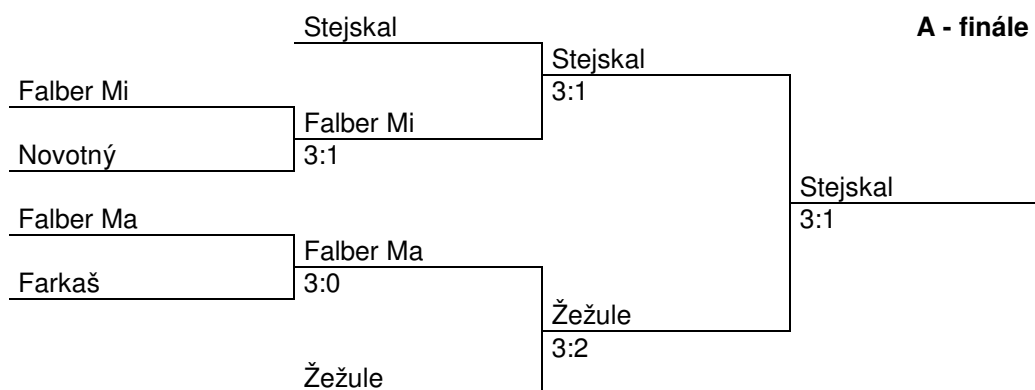 Stejskal
A - finále
Stejskal
Falber Mi
3:1
Falber Mi
Novotný
3:1
Stejskal
Falber Ma
3:1
Falber Ma
Farkaš
3:0
Žežule
3:2
Žežule